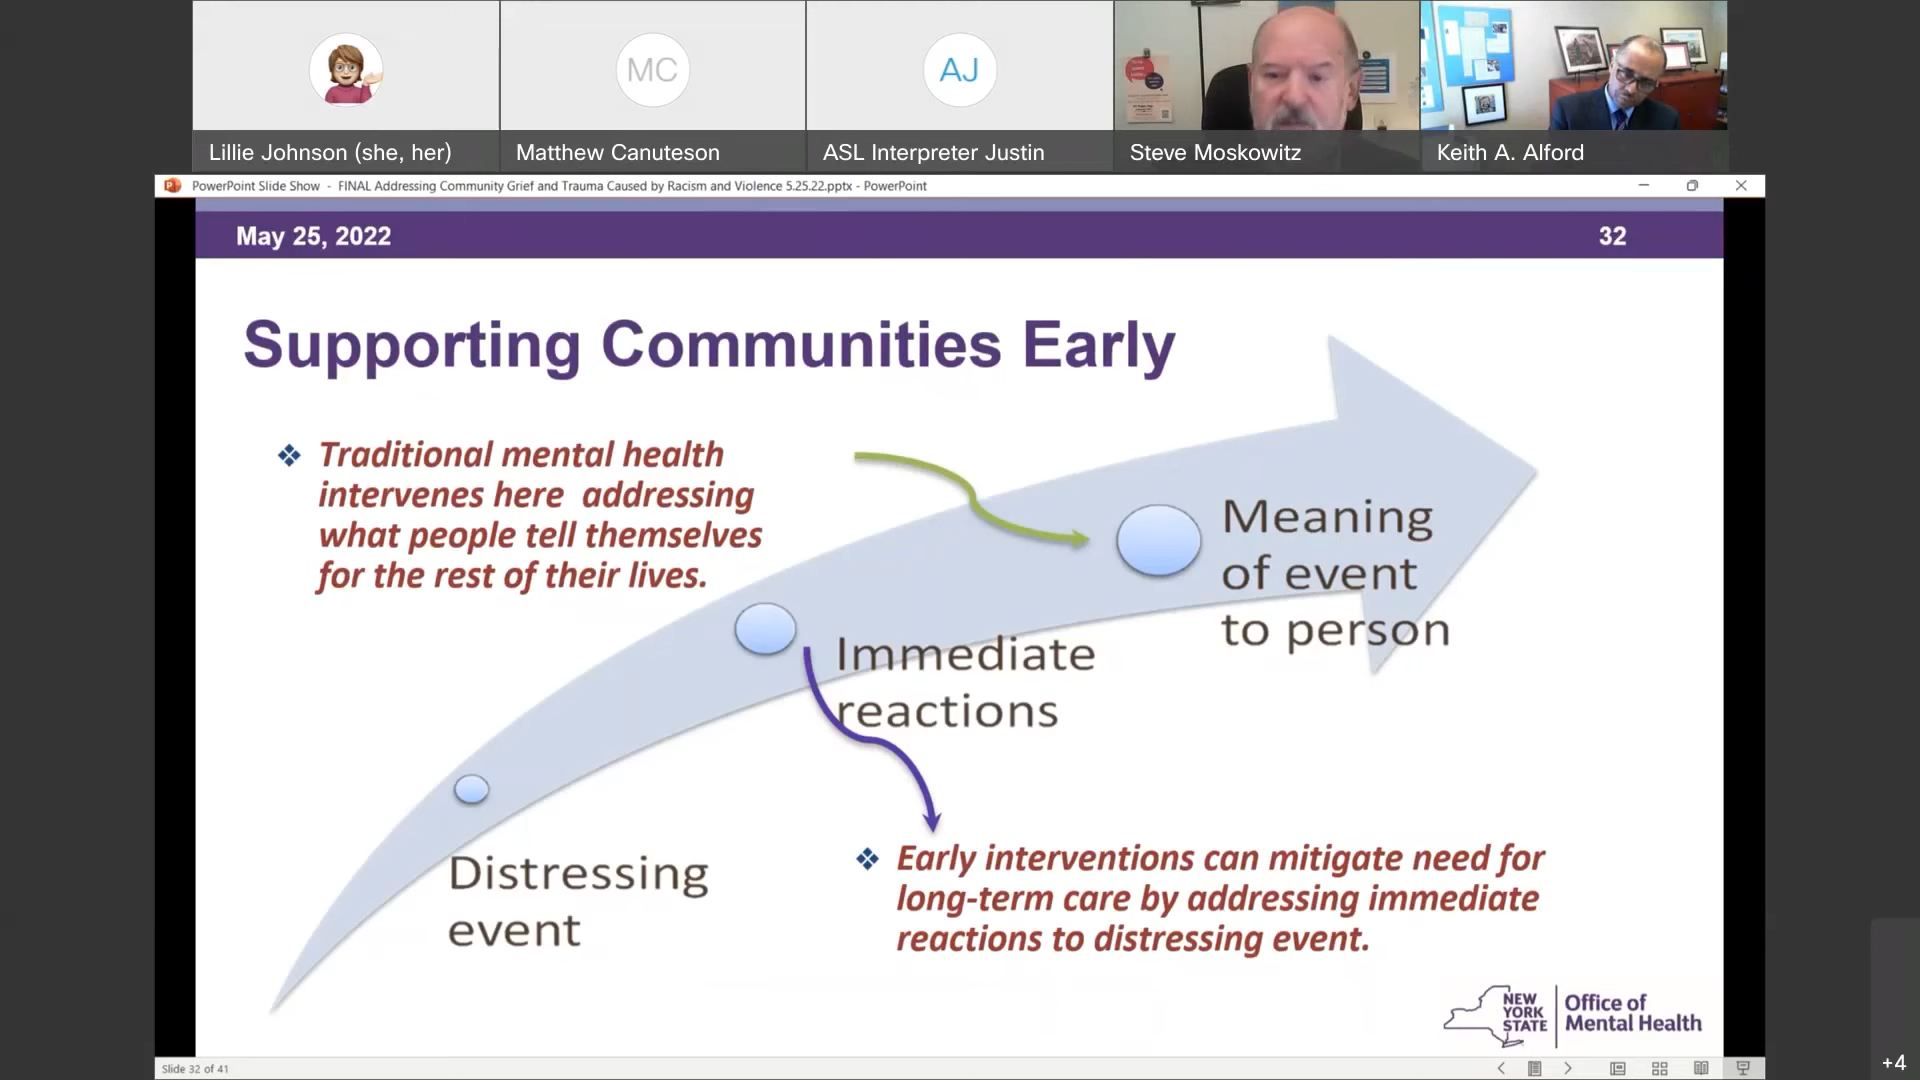 MC
AJ
Lillie Johnson (she, her)
Matthew Canuteson
ASL Interpreter Justin
Steve Moskowitz
Keith A. Alford
PowerPoint Slide Show - FINAL Addressing Community Grief and Trauma Caused by Racism and Violence 5.25.22.pptx - PowerPoint
May 25, 2022
32
Supporting Communities Early
Traditional mental health
intervenes here addressing
what people tell themselves
for the rest of their lives.
Meaning
of event
to person
Immediate
reactions
Distressing
event
Early interventions can mitigate need for
long-term care by addressing immediate
reactions to distressing event.
NEW
YORK
STATE
Office of
Mental Health
Slide 32 of 41
+4